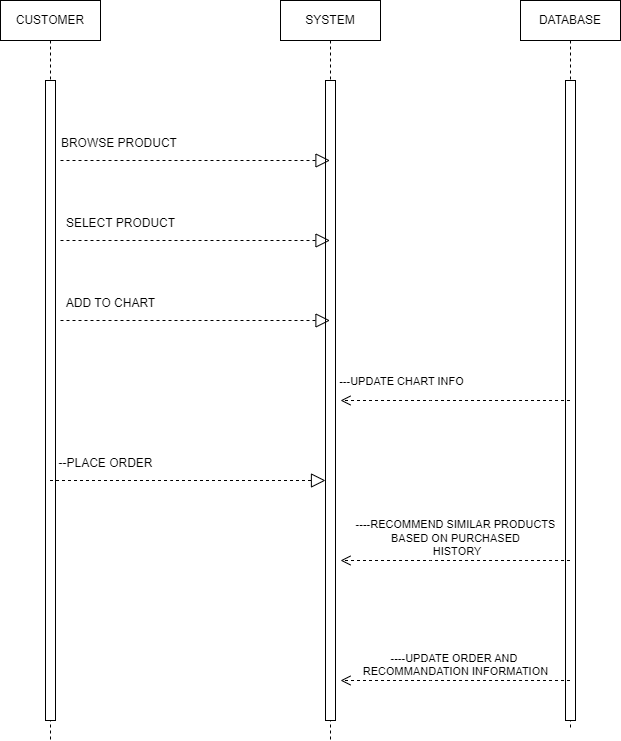 CUSTOMER
SYSTEM
DATABASE
BROWSE PRODUCT
SELECT PRODUCT
ADD TO CHART
---UPDATE CHART INFO
--PLACE ORDER
----RECOMMEND SIMILAR PRODUCTS
BASED ON PURCHASED
HISTORY
----UPDATE ORDER AND
RECOMMANDATION INFORMATION